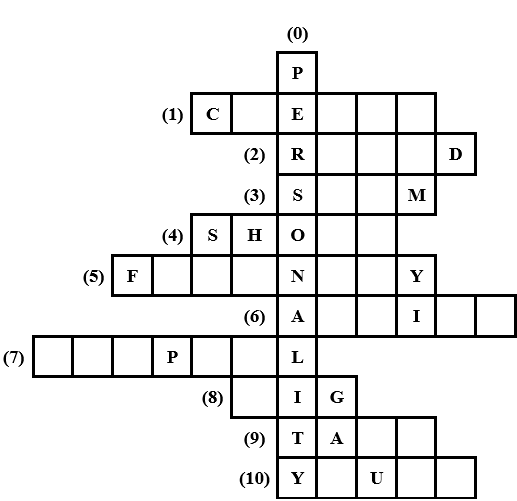 (0)
P
(1) C E
(2) R D
(3) S M
(4) S H O
(5) F N Y
(6) A I
(7) P L
(8) I G
(9) T A
(10) Y U